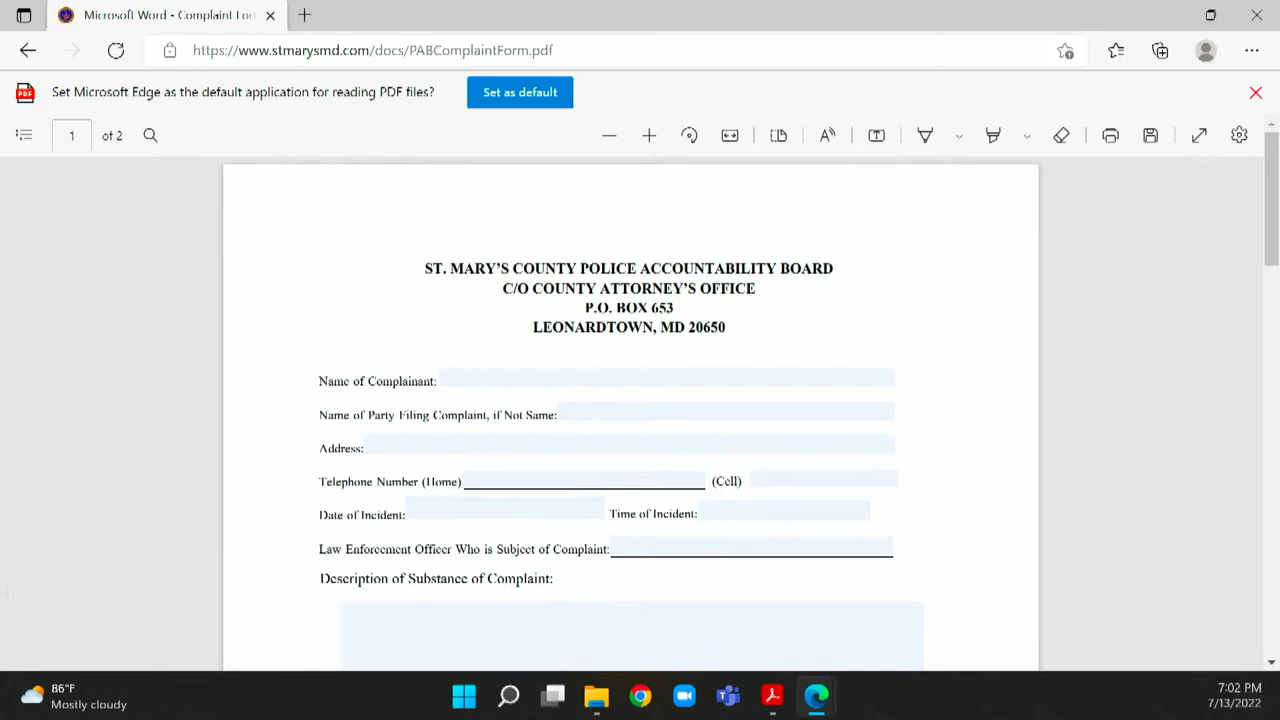 Microsoft Word - Complaint For
https://www.stmarysmd.com/docs/PABComplaintForm.pdf
PDF
Set Microsoft Edge as the default application for reading PDF files?
Set as default
1 of 2
ST. MARY'S COUNTY POLICE ACCOUNTABILITY BOARD
C/O COUNTY ATTORNEY'S OFFICE
P.O. BOX 653
LEONARDTOWN, MD 20650
Name of Complainant:
Name of Party Filing Complaint, if Not Same:
Address:
Telephone Number (Home) (Cell)
Date of Incident: Time of Incident:
Law Enforcement Officer Who is Subject of Complaint:
Description of Substance of Complaint:
86°F
Mostly cloudy
7:02 PM
7/13/2022